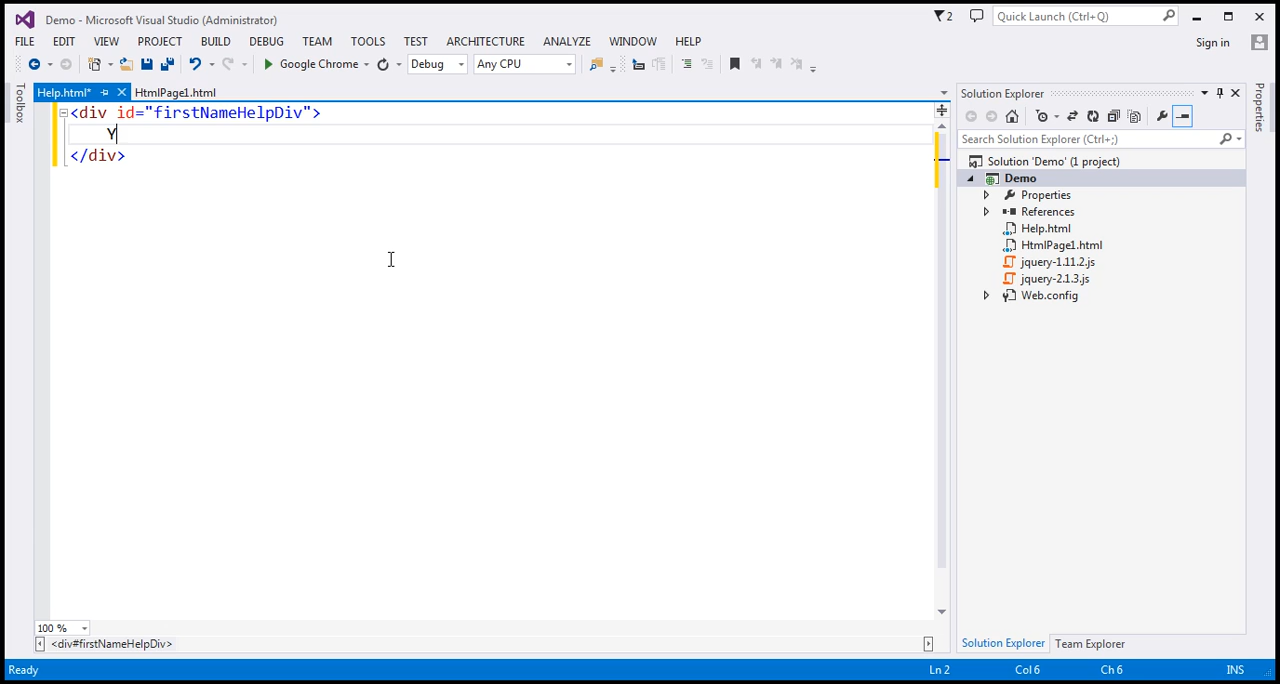 Demo - Microsoft Visual Studio (Administrator)
2
Quick Launch (Ctrl+Q)
FILE EDIT VIEW PROJECT BUILD DEBUG TEAM TOOLS TEST ARCHITECTURE ANALYZE WINDOW HELP
Sign in
Google Chrome
Debug
Any CPU
Toolbox
Help.html*
HtmlPage1.html
<div id="firstNameHelpDiv">
Y
</div>
100 %
<div#firstNameHelpDiv>
Solution Explorer
Search Solution Explorer (Ctrl+;)
Solution 'Demo' (1 project)
Demo
Properties
References
Help.html
HtmlPage1.html
jquery-1.11.2.js
jquery-2.1.3.js
Web.config
Solution Explorer
Team Explorer
Properties
Ready
Ln 2
Col 6
Ch 6
INS